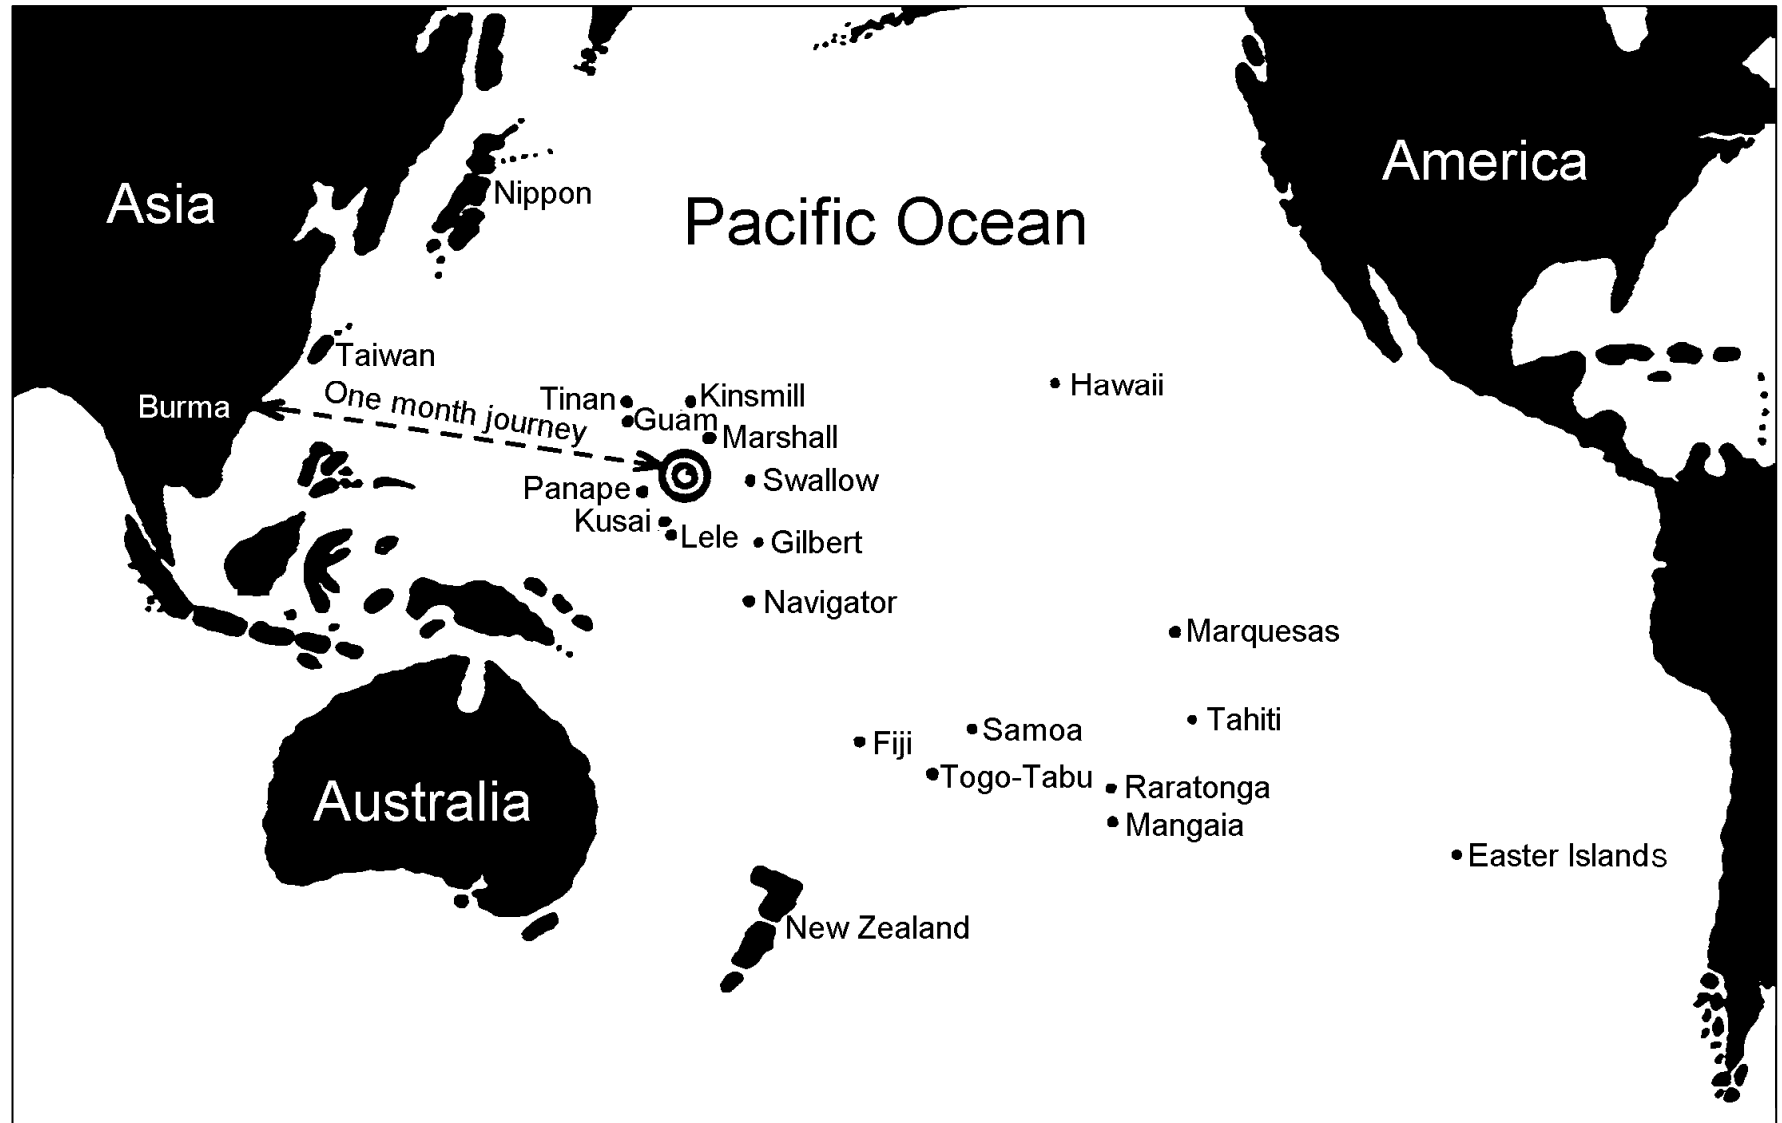 Asia
America
Nippon
Pacific Ocean
Taiwan
One month journey
Burma
Tinan
Kinsmill
Guam
Marshall
Hawaii
Panape
Swallow
Kusai
Lele
Gilbert
Navigator
Marquesas
Tahiti
Samoa
Fiji
Togo-Tabu
Raratonga
Mangaia
Australia
Easter Islands
New Zealand